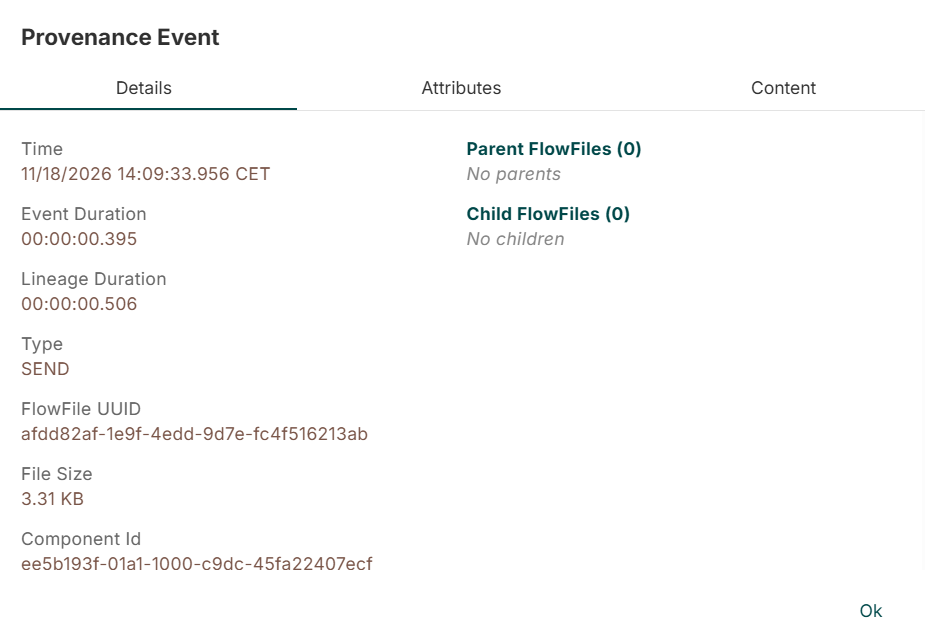 Provenance Event
Details
Attributes
Content
Time
11/18/2026 14:09:33.956 CET
Event Duration
00:00:00.395
Lineage Duration
00:00:00.506
Type
SEND
FlowFile UUID
afdd82af-1e9f-4edd-9d7e-fc4f516213ab
File Size
3.31 KB
Component Id
ee5b193f-01a1-1000-c9dc-45fa22407ecf
Parent FlowFiles (0)
No parents
Child FlowFiles (0)
No children
Ok